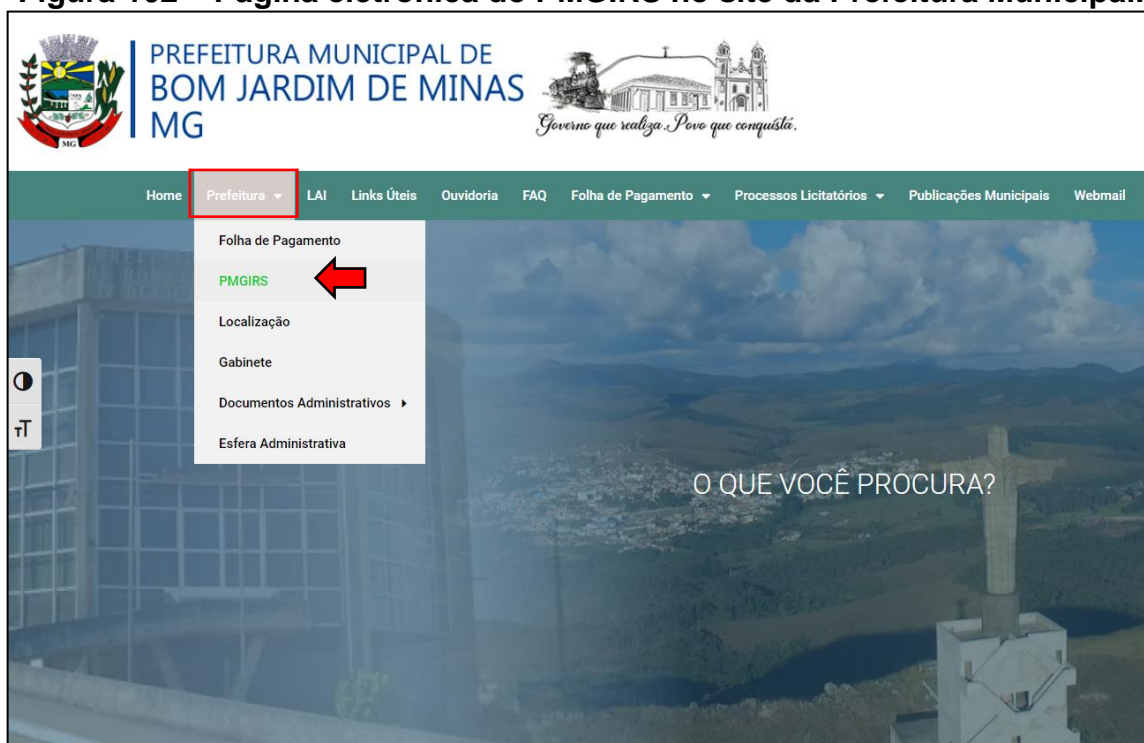 PREFEITURA MUNICIPAL DE
BOM JARDIM DE MINAS
MG
MG
Governo que realiza. Povo que conquista.
Home Prefeitura LAI Links Úteis Ouvidoria FAQ Folha de Pagamento Processos Licitatórios Publicações Municipais Webmail
Folha de Pagamento
PMGIRS
Localização
Gabinete
Documentos Administrativos
Esfera Administrativa
TT
O QUE VOCÊ PROCURA?